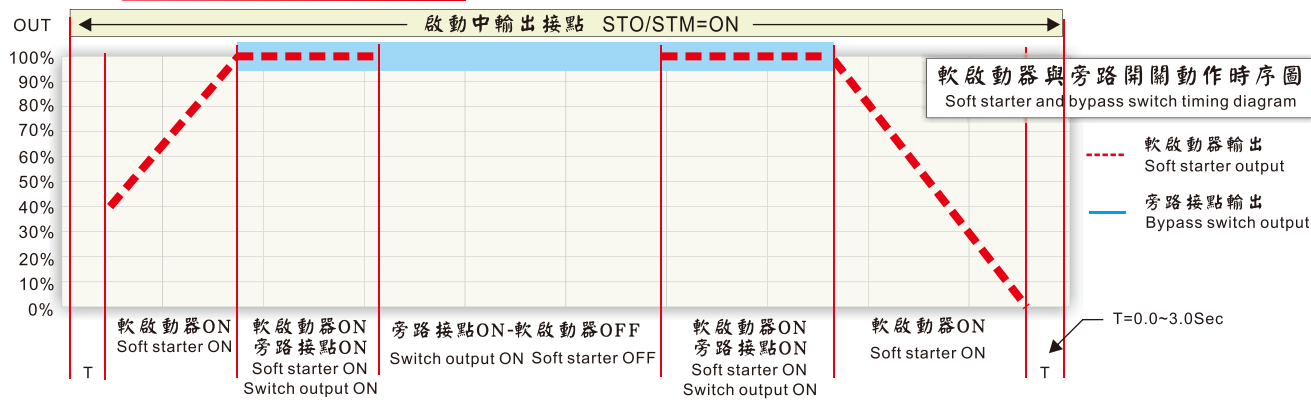 OUT
啟動中輸出接點 STO/STM=ON
100%
90%
80%
70%
60%
50%
40%
30%
20%
10%
0%
軟啟動器與旁路開關動作時序圖
Soft starter and bypass switch timing diagram
軟啟動器輸出
Soft starter output
旁路接點輸出
Bypass switch output
T
軟啟動器ON
Soft starter ON
軟啟動器ON
旁路接點ON
Soft starter ON
Switch output ON
旁路接點ON-軟啟動器OFF
Switch output ON Soft starter OFF
軟啟動器ON
旁路接點ON
Soft starter ON
Switch output ON
軟啟動器ON
Soft starter ON
T
T=0.0~3.0Sec